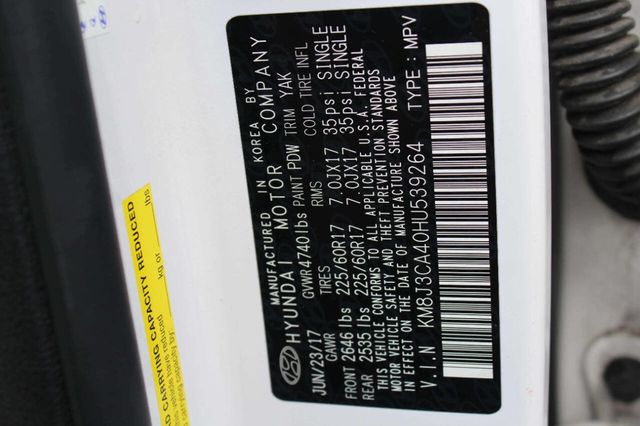 MANUFACTURED IN KOREA BY
HYUNDAI MOTOR COMPANY
JUN/23/17 GVWR 4740lbs PAINT PDW TRIM YAK
GAWR TIRES RIMS COLD TIRE INFL
FRONT 2646 lbs 225/60R17 7.0JX17 35psi SINGLE
REAR 2535 lbs 225/60R17 7.0JX17 35psi SINGLE
THIS VEHICLE CONFORMS TO ALL APPLICABLE U.S.A. FEDERAL
MOTOR VEHICLE SAFETY AND THEFT PREVENTION STANDARDS
IN EFFECT ON THE DATE OF MANUFACTURE SHOWN ABOVE
V.I.N KM8J3CA40HU539264 TYPE : MPV
AD CARRYING CAPACITY REDUCED
kg or lbs.